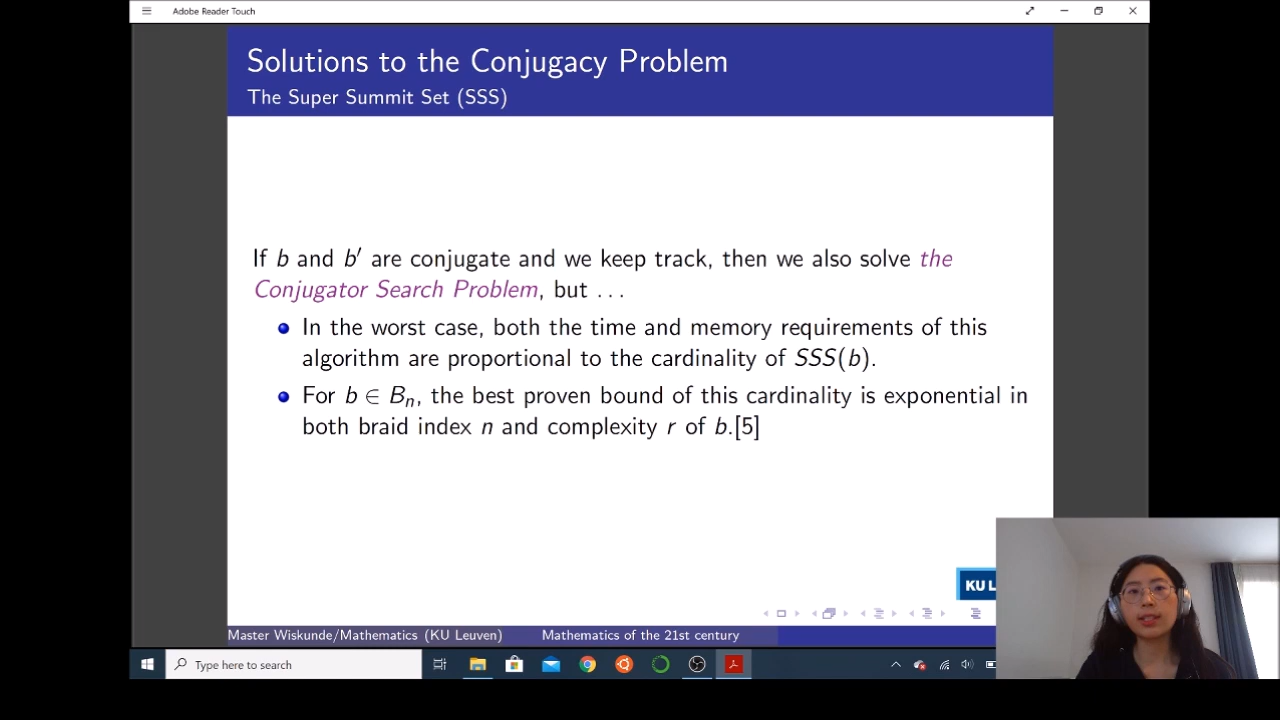 Adobe Reader Touch
Solutions to the Conjugacy Problem
The Super Summit Set (SSS)
If b and b′ are conjugate and we keep track, then we also solve the
Conjugator Search Problem, but . . .
In the worst case, both the time and memory requirements of this
algorithm are proportional to the cardinality of SSS(b).
For b ∈ Bn, the best proven bound of this cardinality is exponential in
both braid index n and complexity r of b.[5]
KU L
Master Wiskunde/Mathematics (KU Leuven) Mathematics of the 21st century
Type here to search